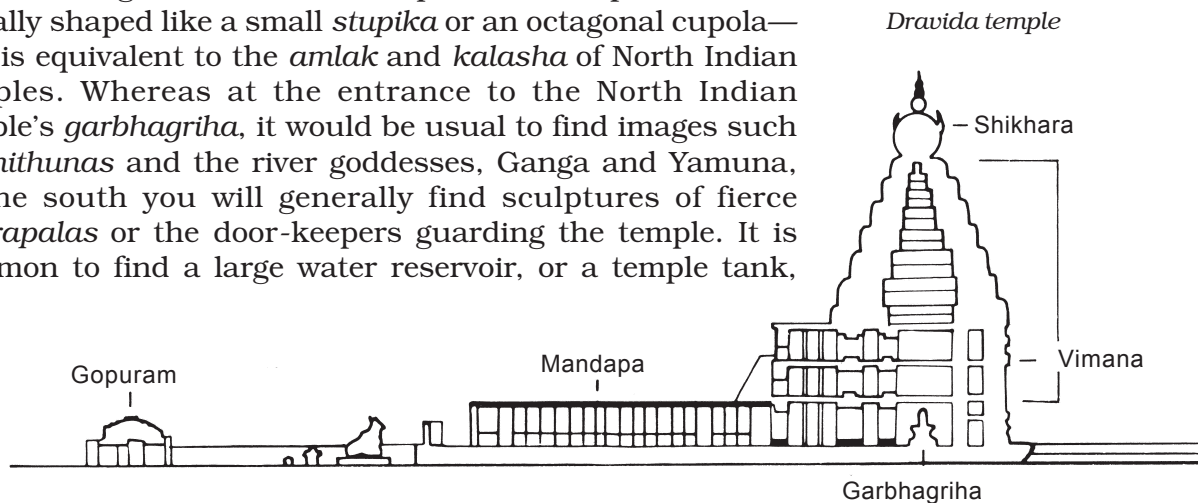 ally shaped like a small stupika or an octagonal cupola—
is equivalent to the amlak and kalasha of North Indian
ples. Whereas at the entrance to the North Indian
ple's garbhagriha, it would be usual to find images such
ithunas and the river goddesses, Ganga and Yamuna,
he south you will generally find sculptures of fierce
rapalas or the door-keepers guarding the temple. It is
mon to find a large water reservoir, or a temple tank,
Dravida temple
Shikhara
Vimana
Mandapa
Gopuram
Garbhagriha